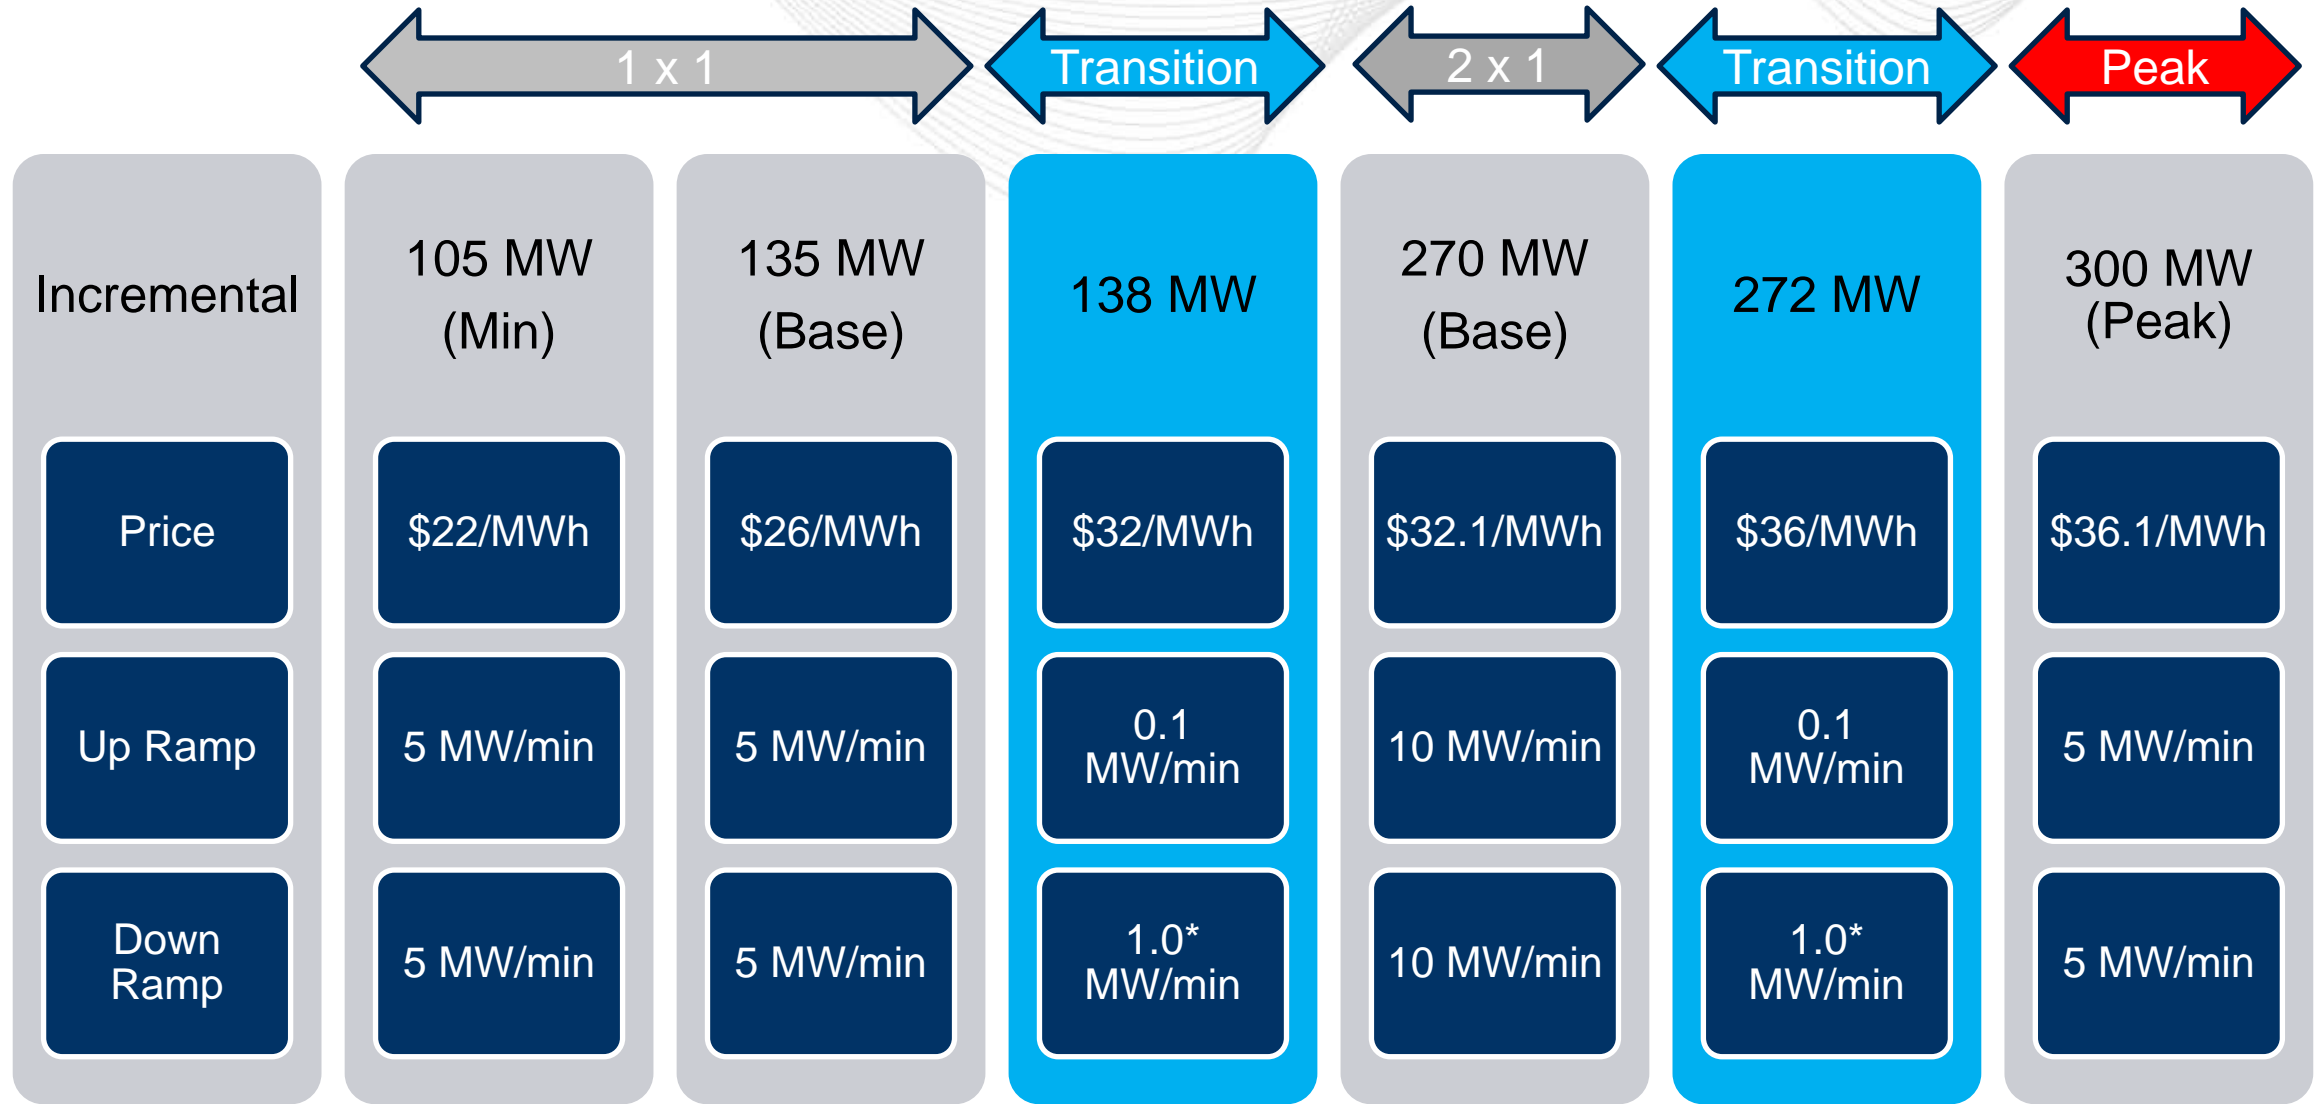 1 x 1
Transition
2 x 1
Transition
Peak
Incremental
105 MW
(Min)
135 MW
(Base)
138 MW
270 MW
(Base)
272 MW
300 MW
(Peak)
Price
$22/MWh
$26/MWh
$32/MWh
$32.1/MWh
$36/MWh
$36.1/MWh
Up Ramp
5 MW/min
5 MW/min
0.1
MW/min
10 MW/min
0.1
MW/min
5 MW/min
Down
Ramp
5 MW/min
5 MW/min
1.0*
MW/min
10 MW/min
1.0*
MW/min
5 MW/min